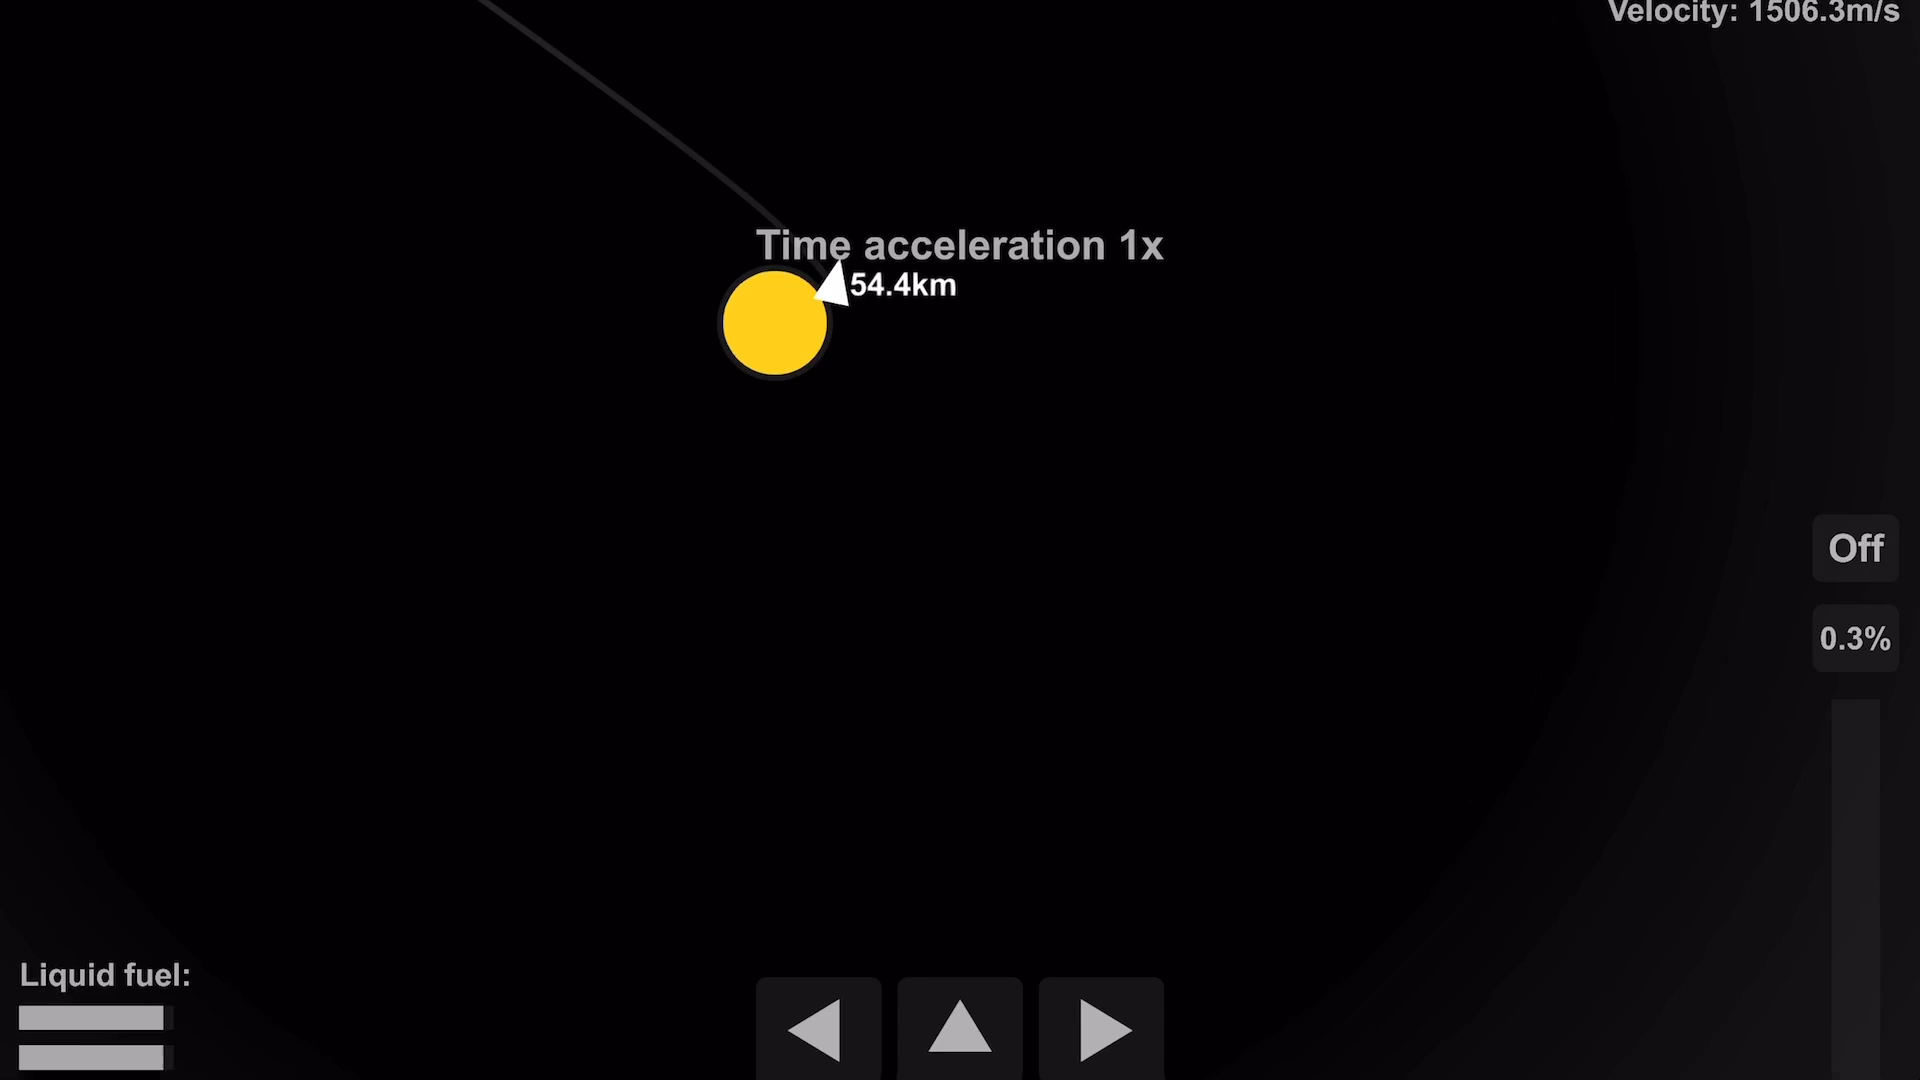 Velocity: 1506.3m/s
Time acceleration 1x
54.4km
Off
0.3%
Liquid fuel: